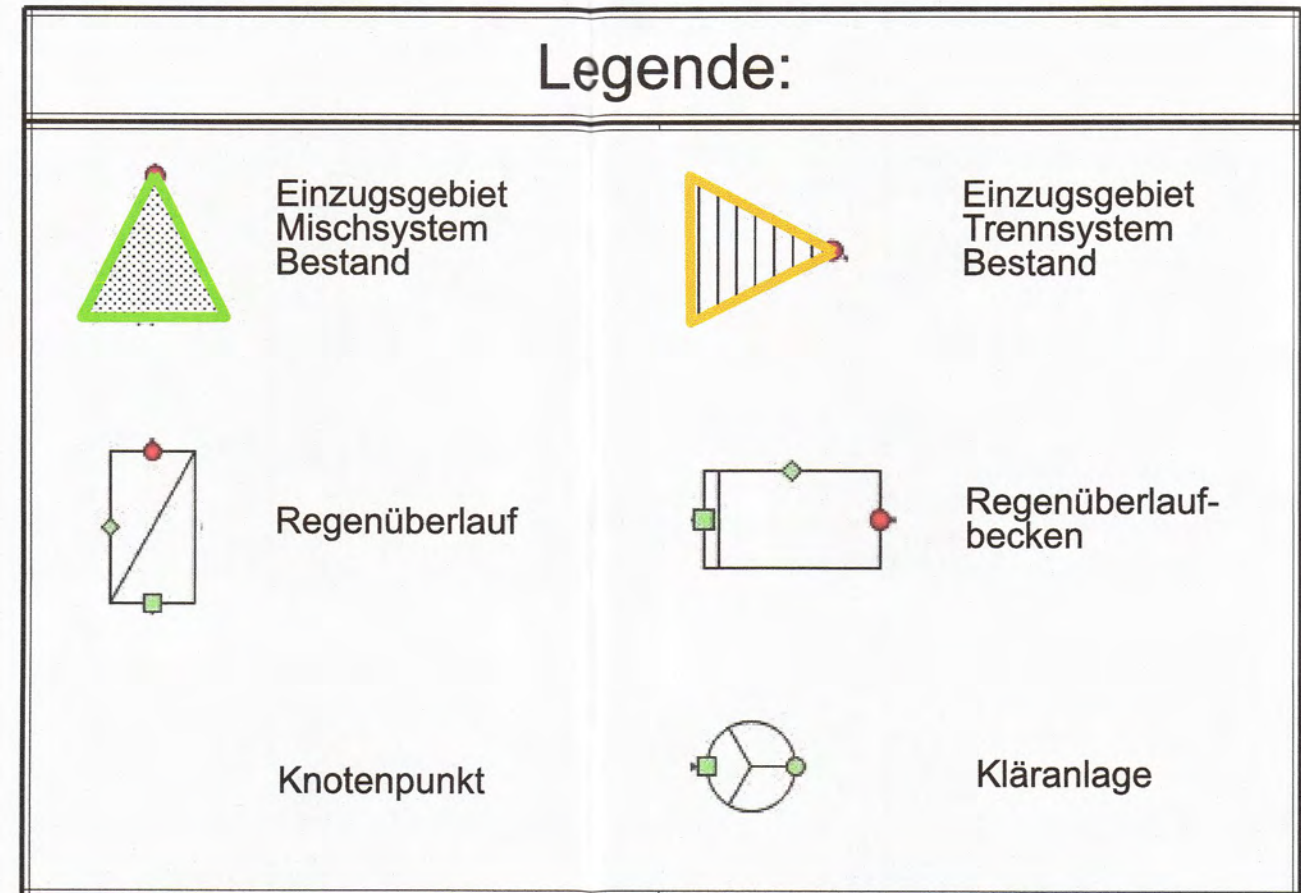 Legende:
Einzugsgebiet
Mischsystem
Bestand
Einzugsgebiet
Trennsystem
Bestand
Regenüberlauf
Regenüberlauf-
becken
Knotenpunkt
Kläranlage